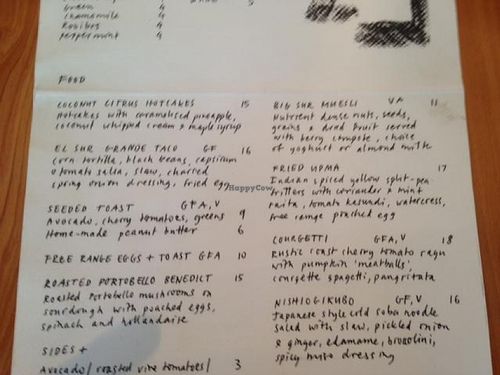 Green 4
Chamomile 4
Rooibos 4
Peppermint 4
FOOD
COCONUT CITRUS HOTCAKES 15
Hotcakes with caramelised pineapple,
coconut whipped cream & maple syrup
EL SUR GRANDE TACO GF 16
corn tortilla, black beans, capsicum
& tomato salsa, slaw, charred
spring onion dressing, fried egg
SEEDED TOAST GFA, V
Avocado, cherry tomatoes, greens 9
Home-made peanut butter 6
FREE RANGE EGGS + TOAST GFA 10
ROASTED PORTOBELLO BENEDICT 15
Roasted Portobello mushrooms on
sourdough with poached eggs,
spinach and hollandaise
SIDES +
Avocado/ roasted vine tomatoes/ 3
BIG SUR MUESLI VA 11
Nutrient dense nuts, seeds,
grains & dried fruit served
with berry compote, choice
of yoghurt or almond milk
FRIED UPMA 17
Indian spiced yellow split-pea
fritters with coriander & mint
raita, tomato kasundi, watercress,
free range poached egg
COURGETTI GFA, V 18
Rustic roast cherry tomato ragu
with pumpkin 'meatballs'
courgette spagetti, pangritata
NISHIOGIKUBO GF, V 16
Japanese style cold soba noodle
salad with slaw, pickled onion
& ginger, edamame, broccolini,
spicy miso dressing
HappyCow